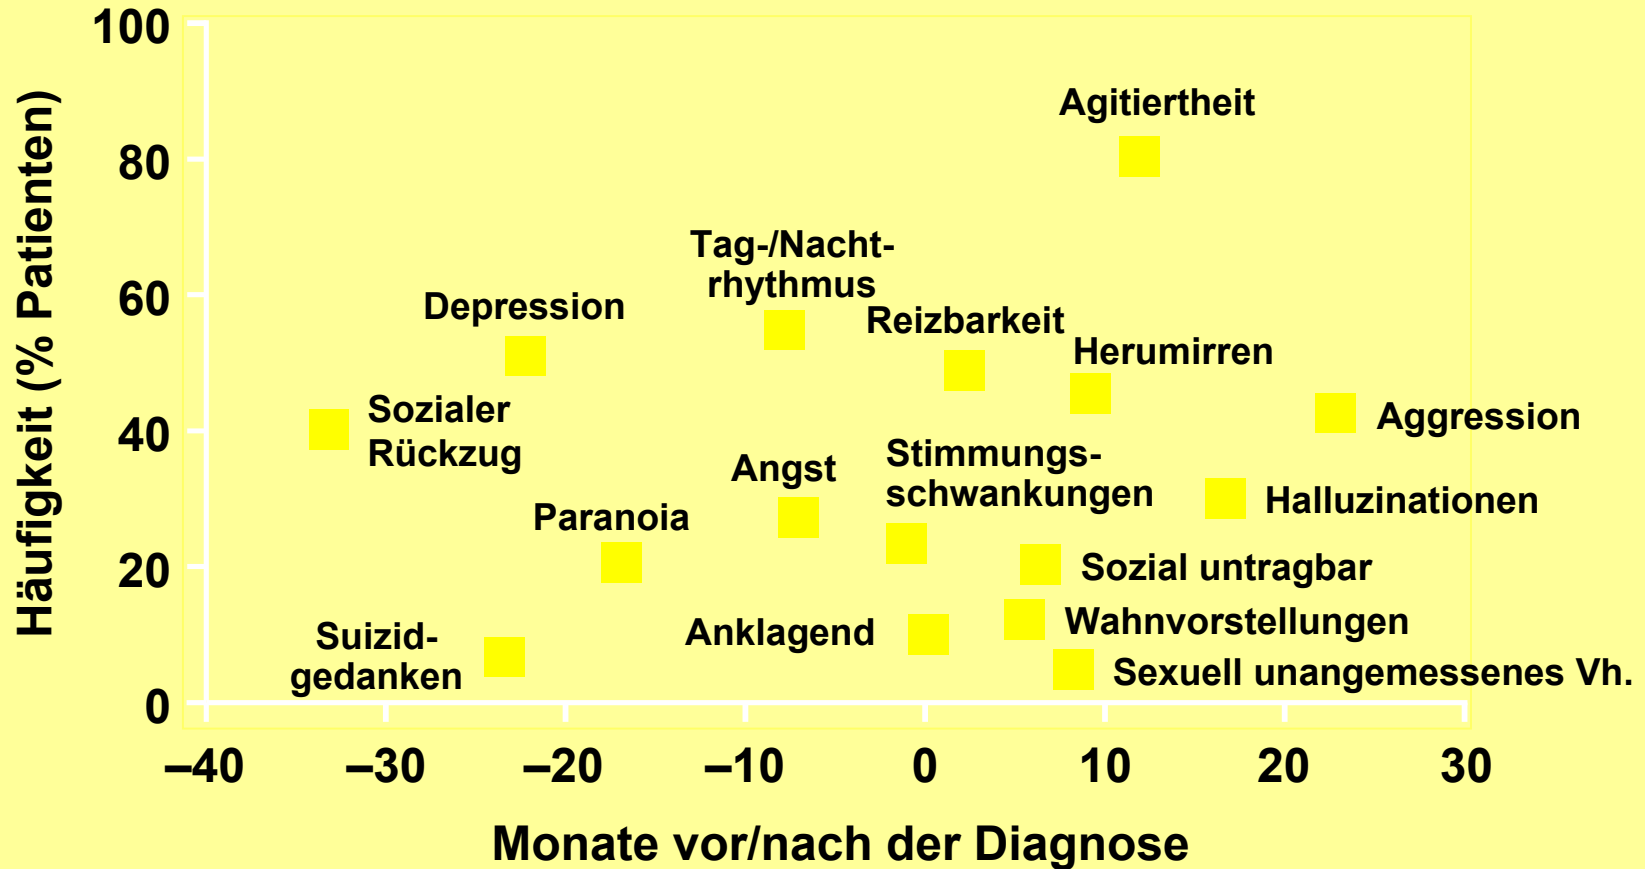 Häufigkeit (% Patienten)
100
80
60
40
20
0
Agitiertheit
Tag-/Nacht-
rhythmus
Depression
Reizbarkeit
Herumirren
Sozialer
Rückzug
Aggression
Stimmungs-
schwankungen
Angst
Halluzinationen
Paranoia
Sozial untragbar
Wahnvorstellungen
Anklagend
Suizid-
gedanken
Sexuell unangemessenes Vh.
–40 –30 –20 –10 0 10 20 30
Monate vor/nach der Diagnose